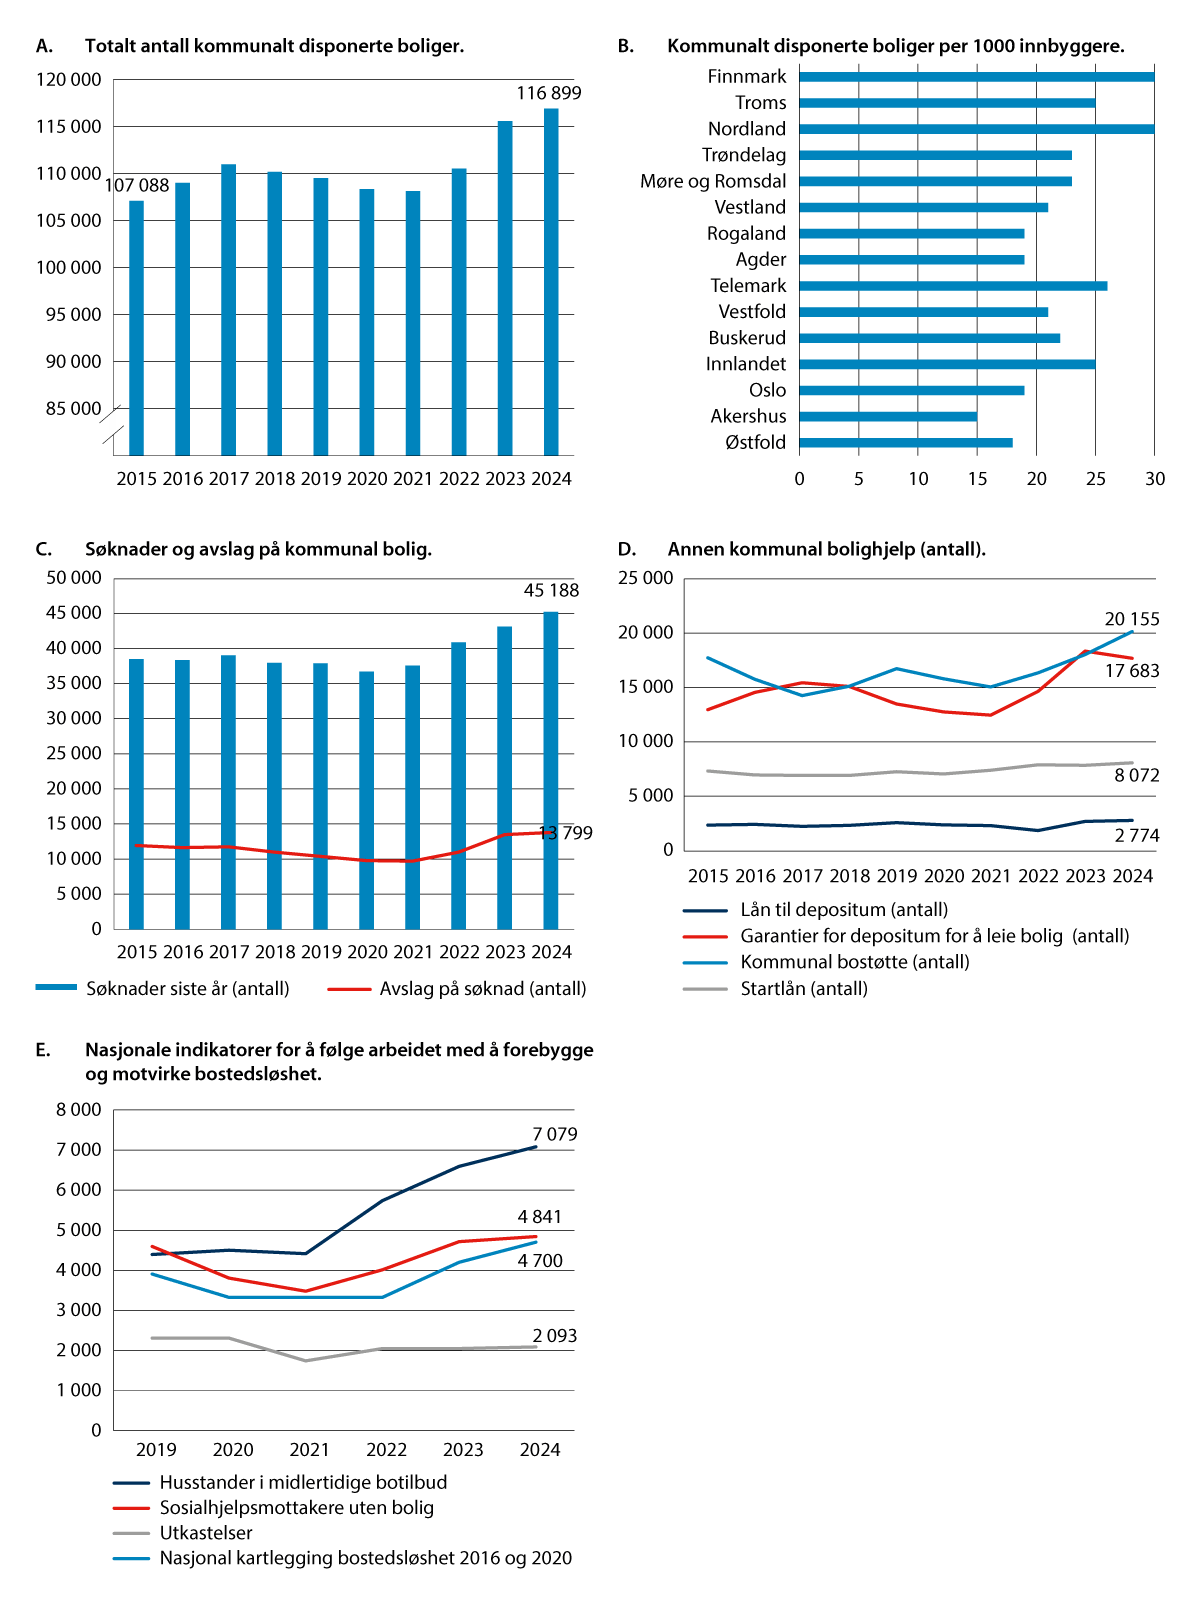 A. Totalt antall kommunalt disponerte boliger.
120 000
115 000
110 000
105 000
100 000
95 000
90 000
85 000
107 088
116 899
2015 2016 2017 2018 2019 2020 2021 2022 2023 2024
B. Kommunalt disponerte boliger per 1000 innbyggere.
Finnmark
Troms
Nordland
Trøndelag
Møre og Romsdal
Vestland
Rogaland
Agder
Telemark
Vestfold
Buskerud
Innlandet
Oslo
Akershus
Østfold
0 5 10 15 20 25 30
C. Søknader og avslag på kommunal bolig.
50 000
45 000
40 000
35 000
30 000
25 000
20 000
15 000
10 000
5 000
0
45 188
13 799
2015 2016 2017 2018 2019 2020 2021 2022 2023 2024
Søknader siste år (antall) Avslag på søknad (antall)
D. Annen kommunal bolighjelp (antall).
25 000
20 000
15 000
10 000
5 000
0
20 155
17 683
8 072
2 774
2015 2016 2017 2018 2019 2020 2021 2022 2023 2024
Lån til depositum (antall)
Garantier for depositum for å leie bolig (antall)
Kommunal bostøtte (antall)
Startlån (antall)
E. Nasjonale indikatorer for å følge arbeidet med å forebygge
og motvirke bostedsløshet.
8 000
7 000
6 000
5 000
4 000
3 000
2 000
1 000
0
7 079
4 841
4 700
2 093
2019 2020 2021 2022 2023 2024
Husstander i midlertidige botilbud
Sosialhjelpsmottakere uten bolig
Utkastelser
Nasjonal kartlegging bostedsløshet 2016 og 2020